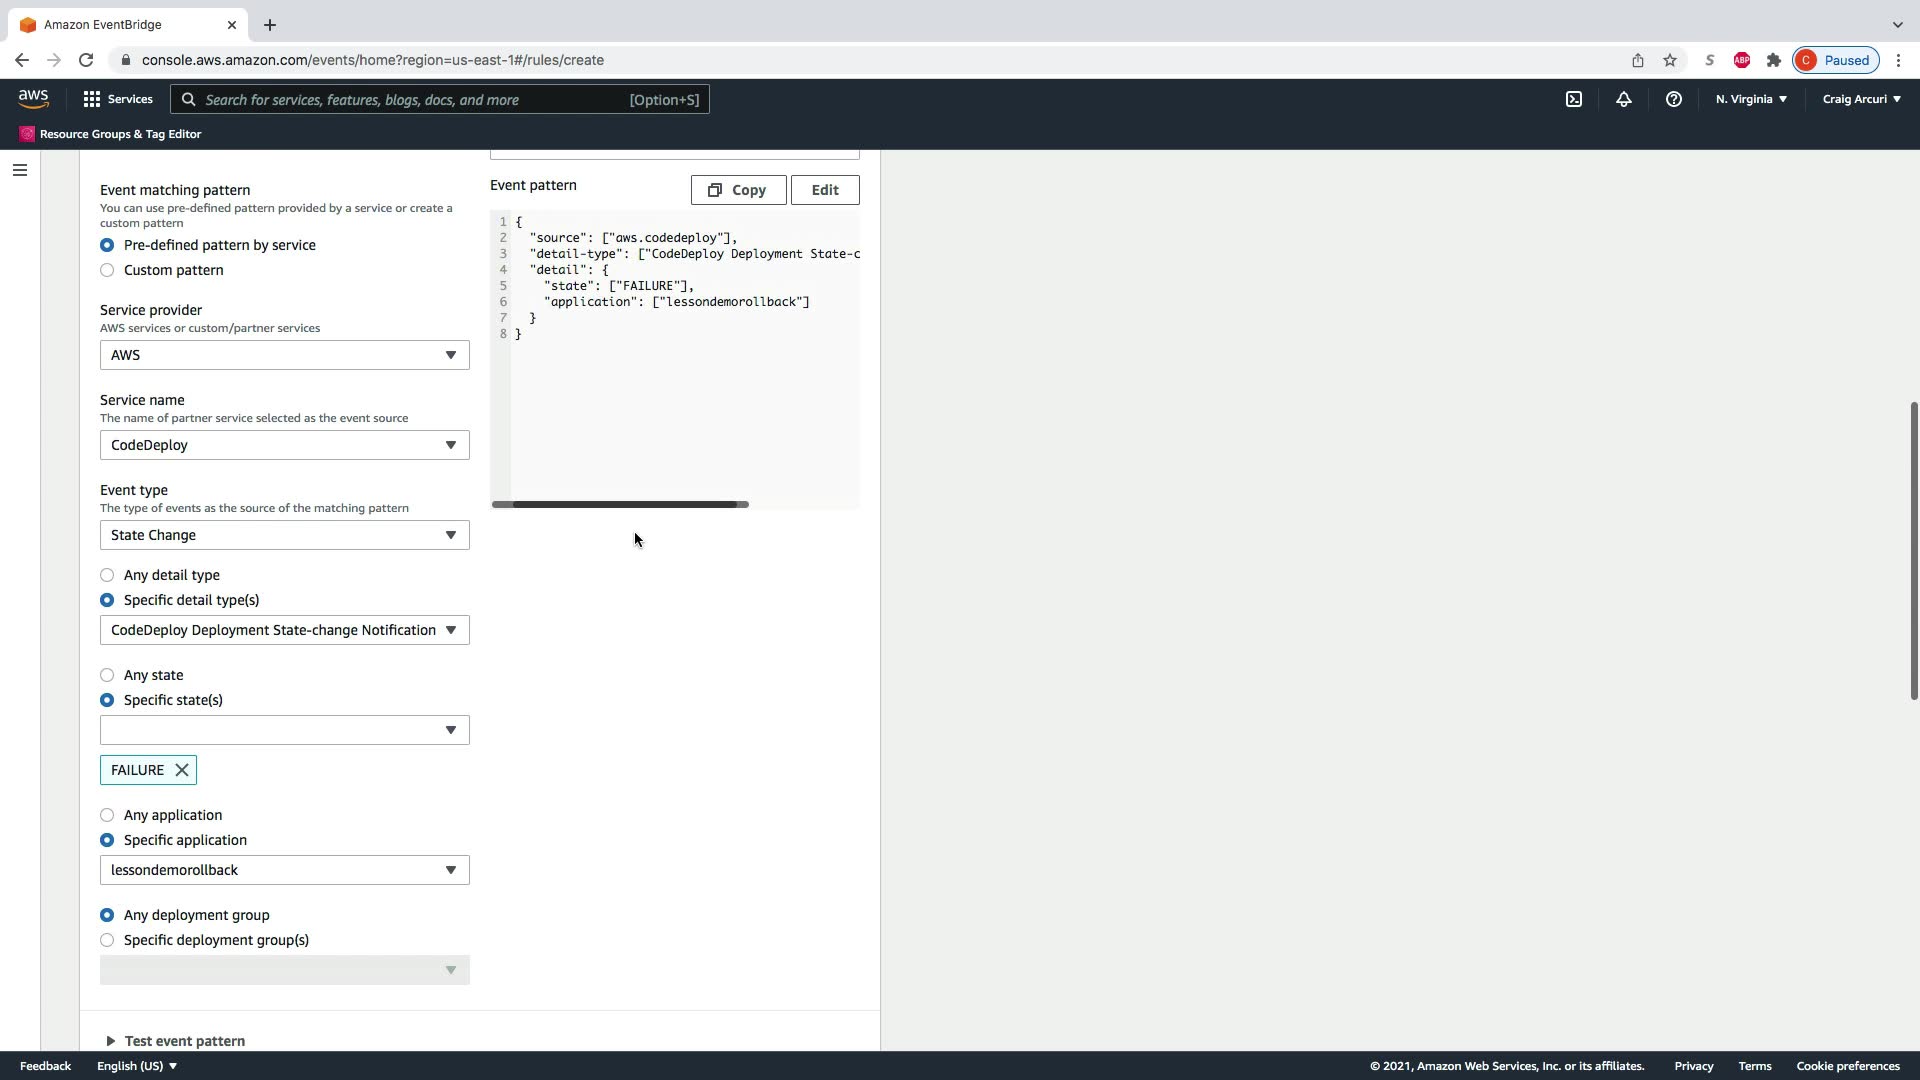 Amazon EventBridge
console.aws.amazon.com/events/home?region=us-east-1#/rules/create
S
ABP
C Paused
aws
Services
Search for services, features, blogs, docs, and more [Option+S]
N. Virginia
Craig Arcuri
Resource Groups & Tag Editor
Event matching pattern
You can use pre-defined pattern provided by a service or create a
custom pattern
Pre-defined pattern by service
Custom pattern
Service provider
AWS services or custom/partner services
AWS
Service name
The name of partner service selected as the event source
CodeDeploy
Event type
The type of events as the source of the matching pattern
State Change
Any detail type
Specific detail type(s)
CodeDeploy Deployment State-change Notification
Any state
Specific state(s)
FAILURE
Any application
Specific application
lessondemorollback
Any deployment group
Specific deployment group(s)
Test event pattern
Event pattern
Copy
Edit
1 {
2 "source": ["aws.codedeploy"],
3 "detail-type": ["CodeDeploy Deployment State-c
4 "detail": {
5 "state": ["FAILURE"],
6 "application": ["lessondemorollback"]
7 }
8 }
Feedback
English (US)
© 2021, Amazon Web Services, Inc. or its affiliates.
Privacy
Terms
Cookie preferences